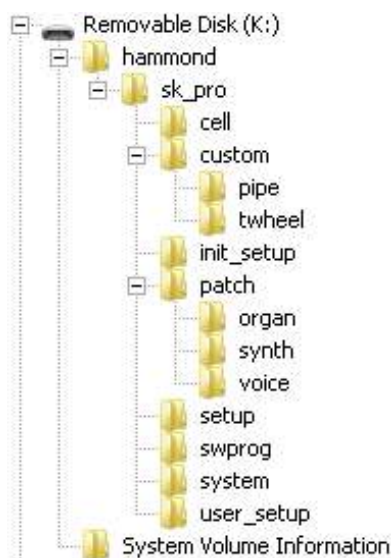 Removable Disk (K:)
hammond
sk_pro
cell
custom
pipe
twheel
init_setup
patch
organ
synth
voice
setup
swprog
system
user_setup
System Volume Information